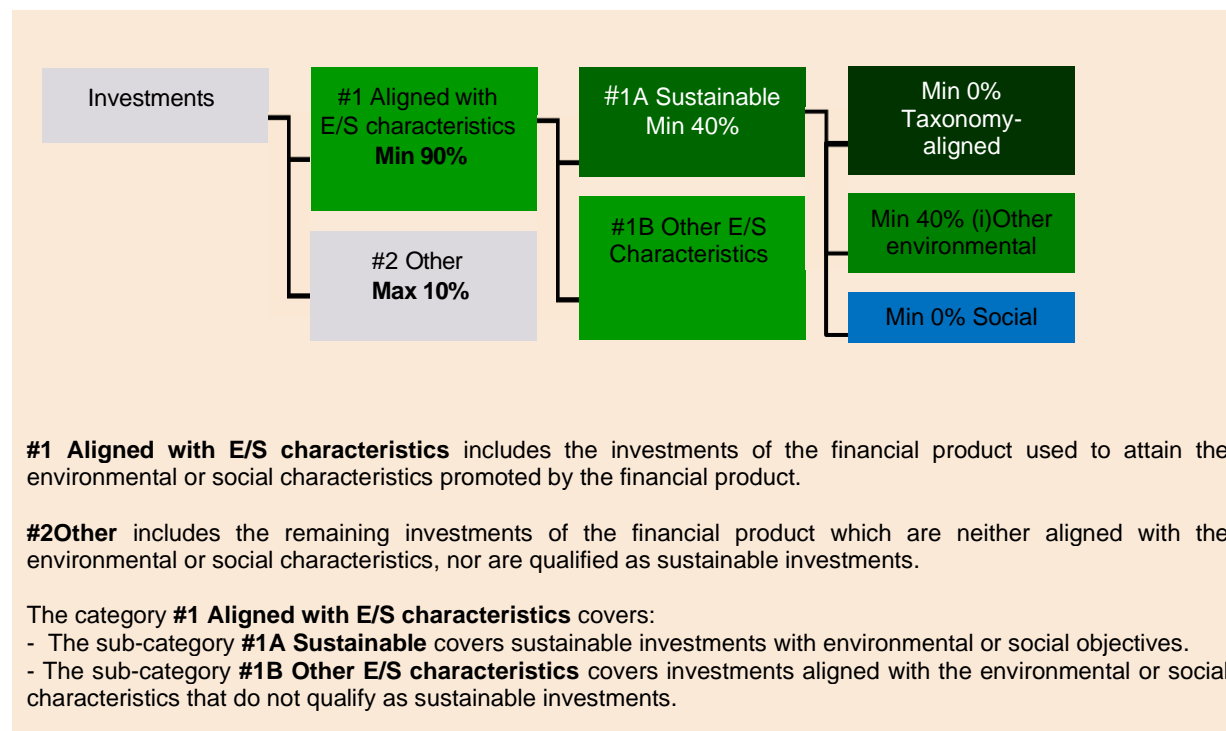 Investments
#1 Aligned with
E/S characteristics
Min 90%
#2 Other
Max 10%
#1A Sustainable
Min 40%
#1B Other E/S
Characteristics
Min 0%
Taxonomy-
aligned
Min 40% (i)Other
environmental
Min 0% Social
#1 Aligned with E/S characteristics includes the investments of the financial product used to attain the
environmental or social characteristics promoted by the financial product.
#2Other includes the remaining investments of the financial product which are neither aligned with the
environmental or social characteristics, nor are qualified as sustainable investments.
The category #1 Aligned with E/S characteristics covers:
- The sub-category #1A Sustainable covers sustainable investments with environmental or social objectives.
- The sub-category #1B Other E/S characteristics covers investments aligned with the environmental or social
characteristics that do not qualify as sustainable investments.